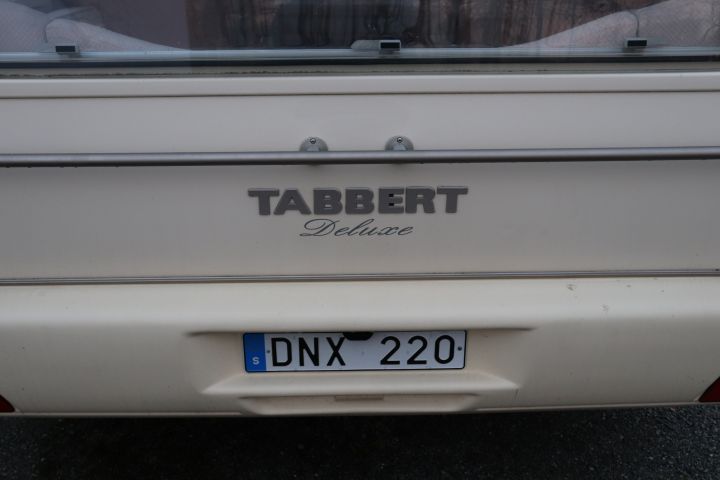 TABBERT
Deluxe
S DNX 220